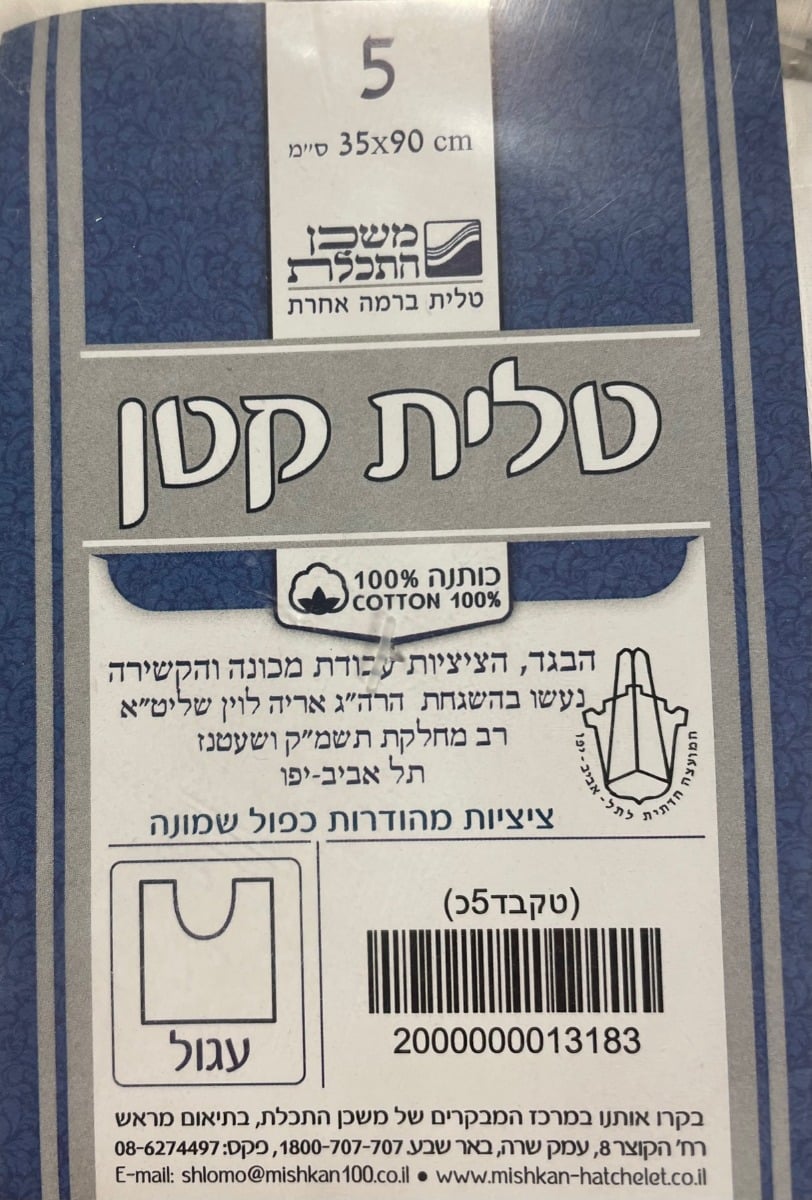 5
35x90 cm ס״מ
משכן
התכלת
טלית ברמה אחרת
טלית קטן
כותנה 100%
COTTON 100%
הבגד, הציציות עבודת מכונה והקשירה
נעשו בהשגחת הרה״ג אריה לוין שליט״א
רב מחלקת תשמ״ק ושעטנז
תל אביב-יפו
המועצה הדתית לתל-אביב-יפו
ציציות מהודרות כפול שמונה
(טקבד5כ)
2000000013183
עגול
בקרו אותנו במרכז המבקרים של משכן התכלת, בתיאום מראש
רח׳ הקוצר 8, עמק שרה, באר שבע. 1800-707-707, פקס: 08-6274497
E-mail: shlomo@mishkan100.co.il • www.mishkan-hatchelet.co.il